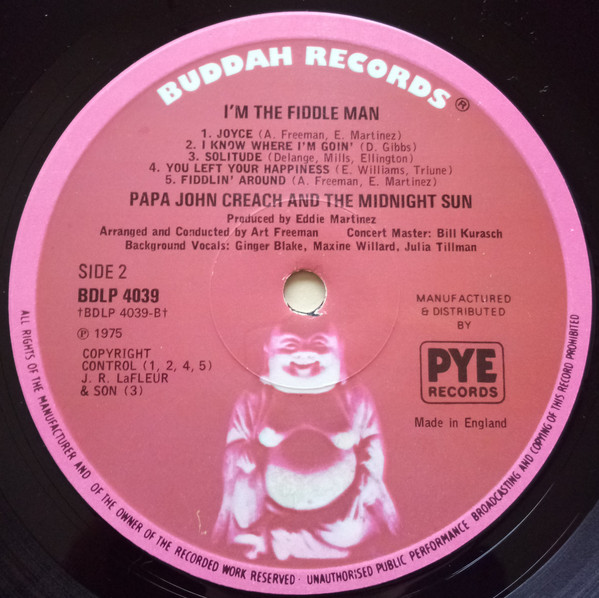 BUDDAH RECORDS®
I'M THE FIDDLE MAN
1. JOYCE (A. Freeman, E. Martinez)
2. I KNOW WHERE I'M GOIN' (D. Gibbs)
3. SOLITUDE (Delange, Mills, Ellington)
4. YOU LEFT YOUR HAPPINESS (E. Williams, Trlune)
5. FIDDLIN' AROUND (A. Freeman, E. Martinez)
PAPA JOHN CREACH AND THE MIDNIGHT SUN
Produced by Eddie Martinez
Arranged and Conducted by Art Freeman Concert Master: Bill Kurasch
Background Vocals: Ginger Blake, Maxine Willard, Julia Tillman
SIDE 2
BDLP 4039
†BDLP 4039-B†
℗ 1975
COPYRIGHT
CONTROL (1, 2, 4, 5)
J. R. LaFLEUR
& SON (3)
MANUFACTURED
& DISTRIBUTED
BY
PYE
RECORDS
Made in England
ALL RIGHTS OF THE MANUFACTURER AND OF THE OWNER OF THE RECORDED WORK RESERVED · UNAUTHORISED PUBLIC PERFORMANCE BROADCASTING AND COPYING OF THIS RECORD PROHIBITED